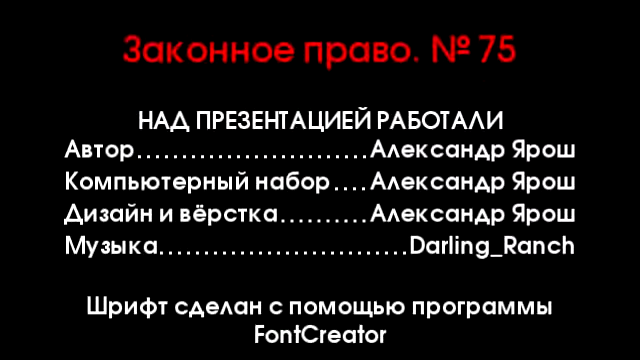 Законное право. № 75
НАД ПРЕЗЕНТАЦИЕЙ РАБОТАЛИ
Автор..........................Александр Ярош
Компьютерный набор....Александр Ярош
Дизайн и вёрстка..........Александр Ярош
Музыка............................Darling_Ranch
Шрифт сделан с помощью программы
FontCreator